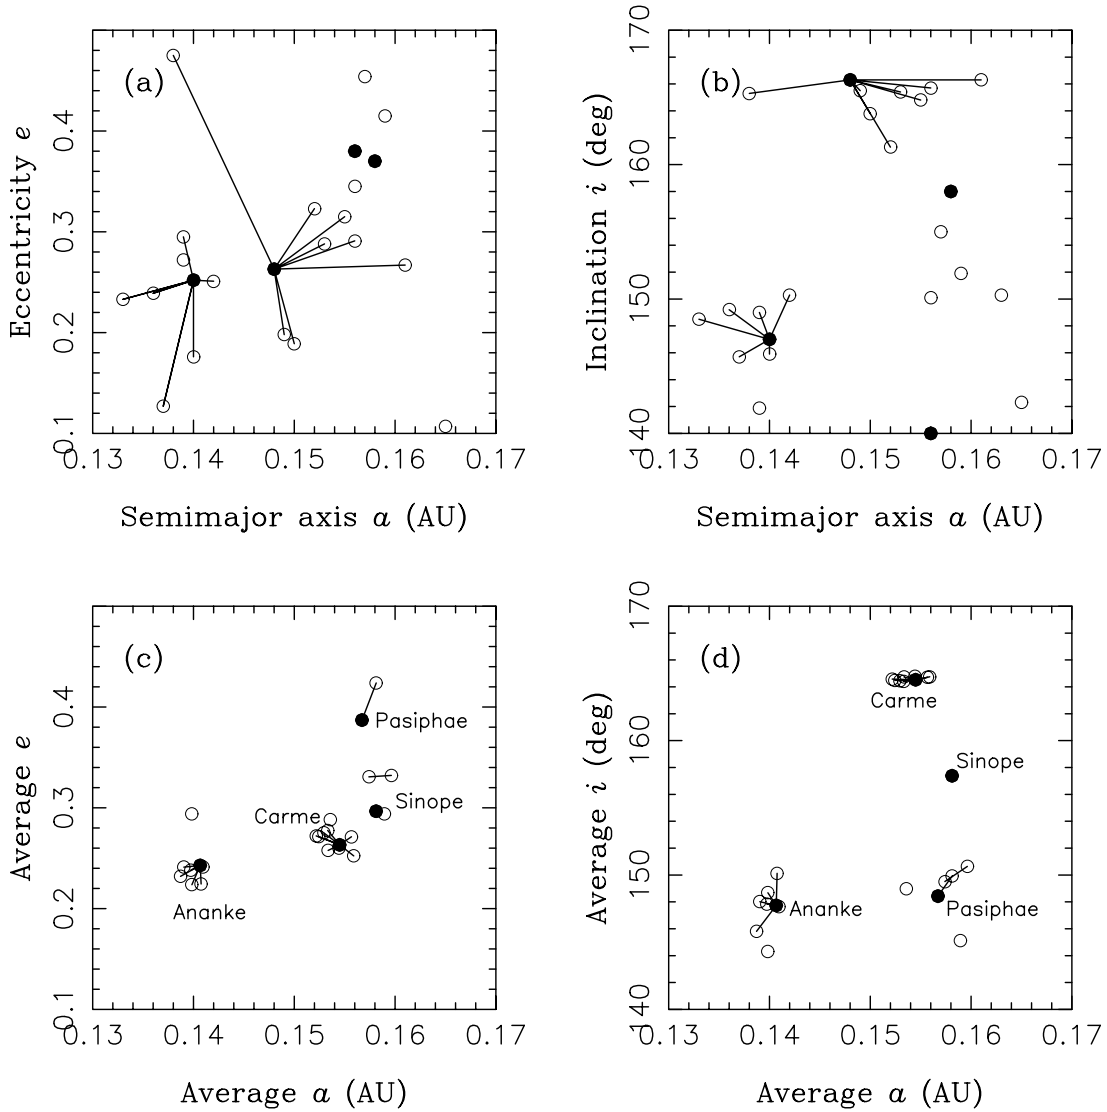 (a)
Eccentricity e
0.1 0.2 0.3 0.4
0.13 0.14 0.15 0.16 0.17
Semimajor axis a (AU)
(b)
Inclination i (deg)
140 150 160 170
0.13 0.14 0.15 0.16 0.17
Semimajor axis a (AU)
(c)
Average e
0.1 0.2 0.3 0.4
Pasiphae
Sinope
Carme
Ananke
0.13 0.14 0.15 0.16 0.17
Average a (AU)
(d)
Average i (deg)
140 150 160 170
Carme
Sinope
Ananke
Pasiphae
0.13 0.14 0.15 0.16 0.17
Average a (AU)